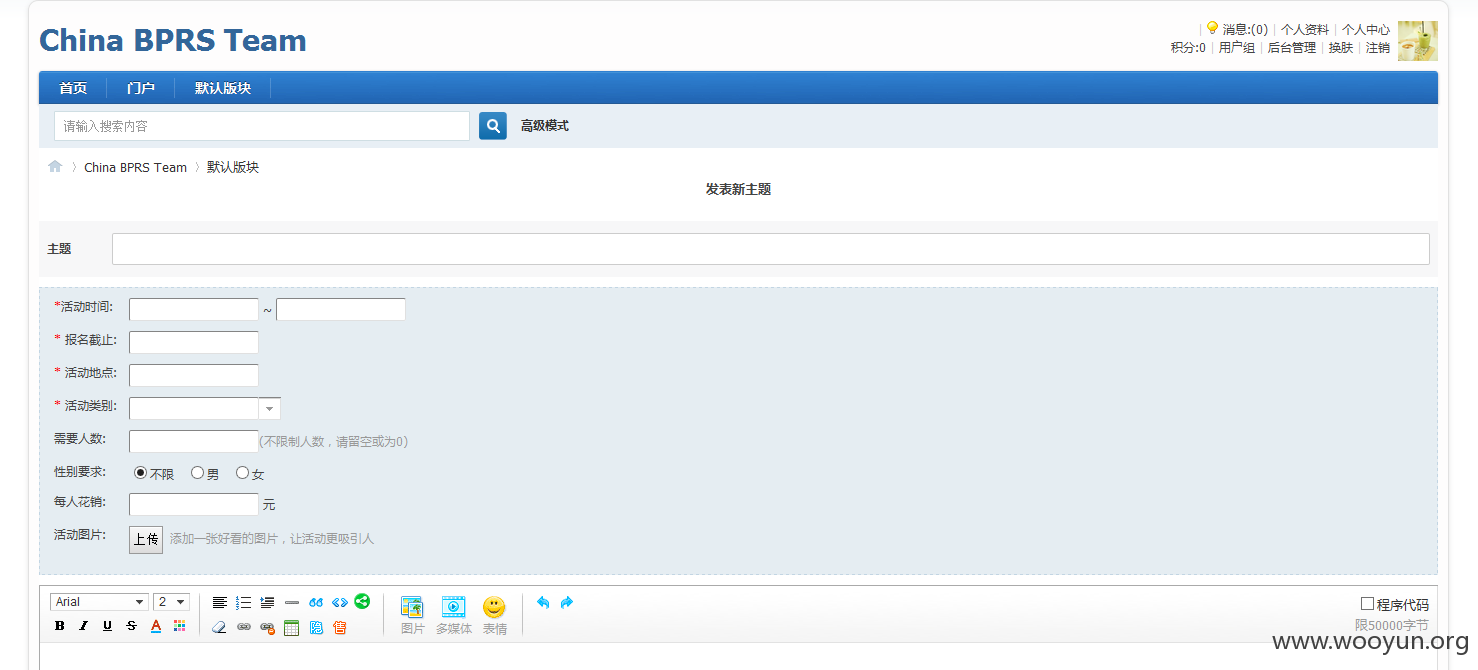 China BPRS Team
消息:(0) 个人资料 个人中心
积分:0 用户组 后台管理 换肤 注销
首页 门户 默认版块
请输入搜索内容 高级模式
China BPRS Team 默认版块
发表新主题
主题
*活动时间: ~
* 报名截止:
* 活动地点:
* 活动类别:
需要人数: (不限制人数，请留空或为0)
性别要求: 不限 男 女
每人花销: 元
活动图片: 上传 添加一张好看的图片，让活动更吸引人
Arial 2
B I U S A 隐 售
图片 多媒体 表情
程序代码
限50000字节
www.wooyun.org